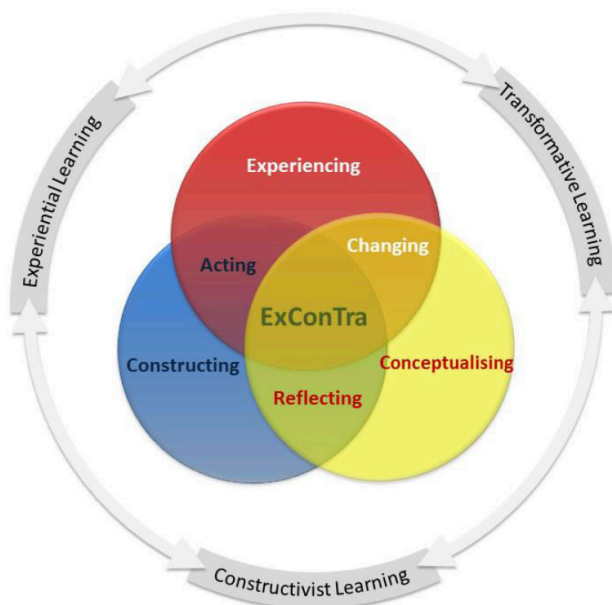 Experiential Learning
Transformative Learning
Experiencing
Changing
Acting
ExConTra
Constructing
Conceptualising
Reflecting
Constructivist Learning